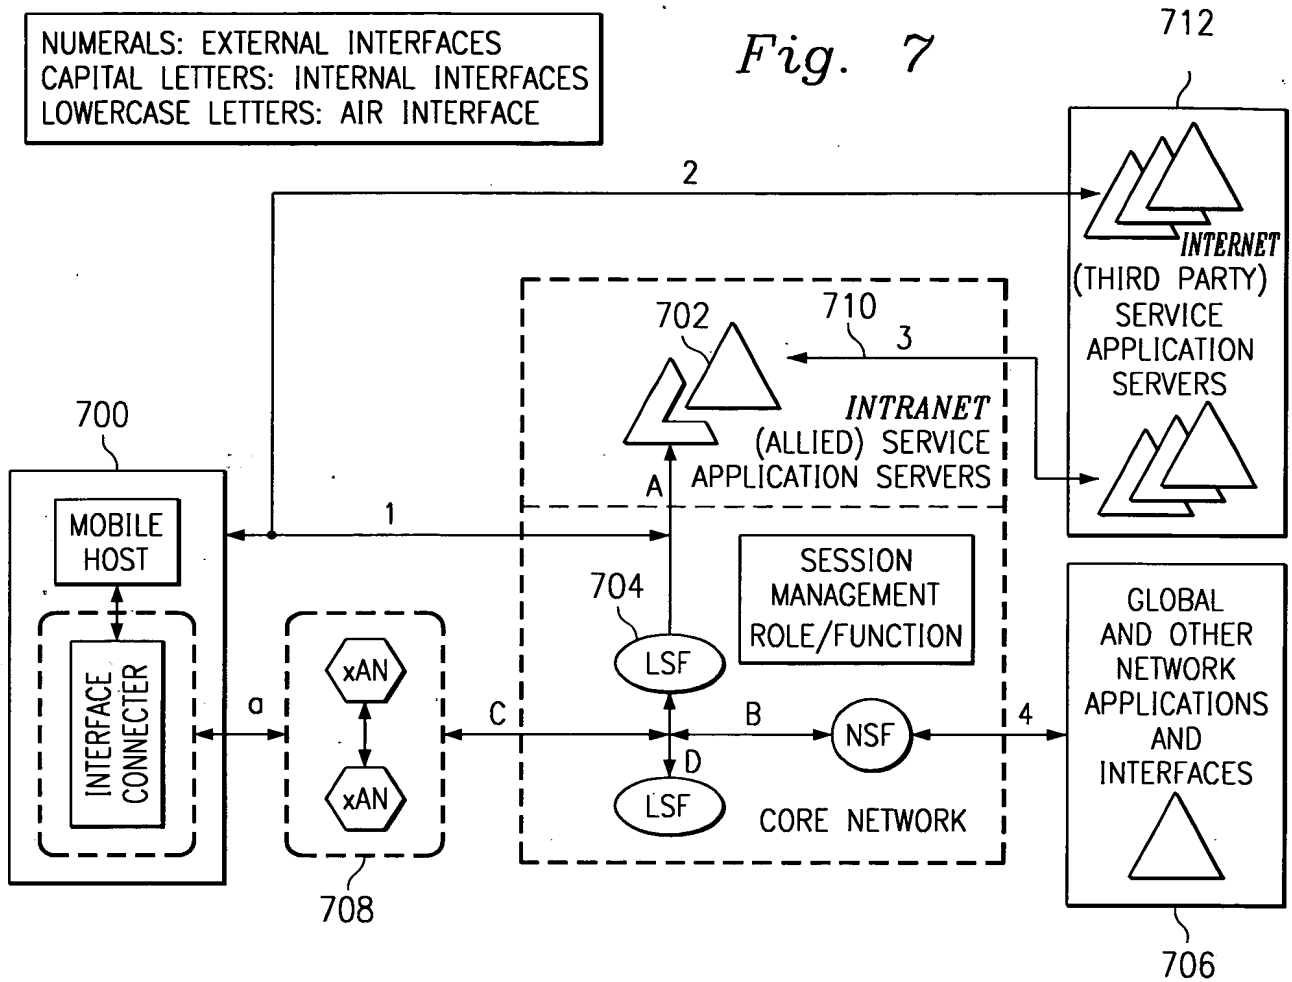 NUMERALS: EXTERNAL INTERFACES
CAPITAL LETTERS: INTERNAL INTERFACES
LOWERCASE LETTERS: AIR INTERFACE
Fig. 7
712
2
INTERNET
(THIRD PARTY)
SERVICE
APPLICATION
SERVERS
702
710
3
INTRANET
(ALLIED) SERVICE
APPLICATION SERVERS
A
700
MOBILE
HOST
1
INTERFACE
CONNECTER
a
xAN
xAN
708
C
704
LSF
SESSION
MANAGEMENT
ROLE/FUNCTION
B
NSF
D
LSF
CORE NETWORK
4
GLOBAL
AND OTHER
NETWORK
APPLICATIONS
AND
INTERFACES
706